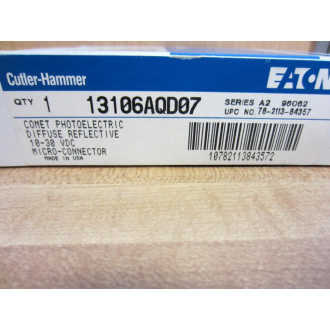 Cutler-Hammer
EATON
QTY 1 13106AQD07 SERIES A2 96062
UPC NO. 78-2113-84357
COMET PHOTOELECTRIC
DIFFUSE REFLECTIVE
10-30 VDC
MICRO-CONNECTOR
MADE IN USA
10782113843572